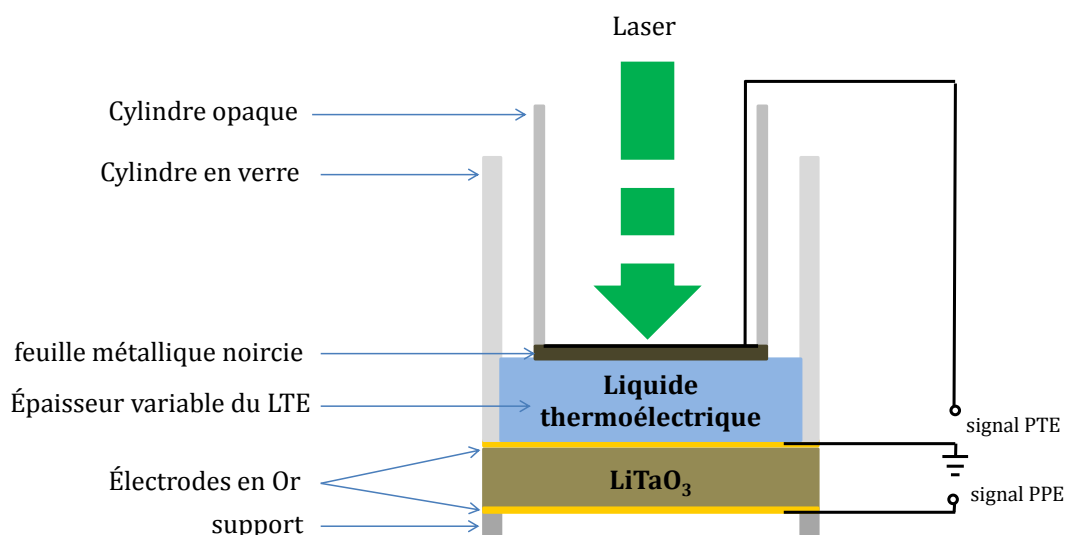 Laser
Cylindre opaque
Cylindre en verre
feuille métallique noircie
Épaisseur variable du LTE
Liquide
thermoélectrique
signal PTE
Électrodes en Or
LiTaO₃
signal PPE
support